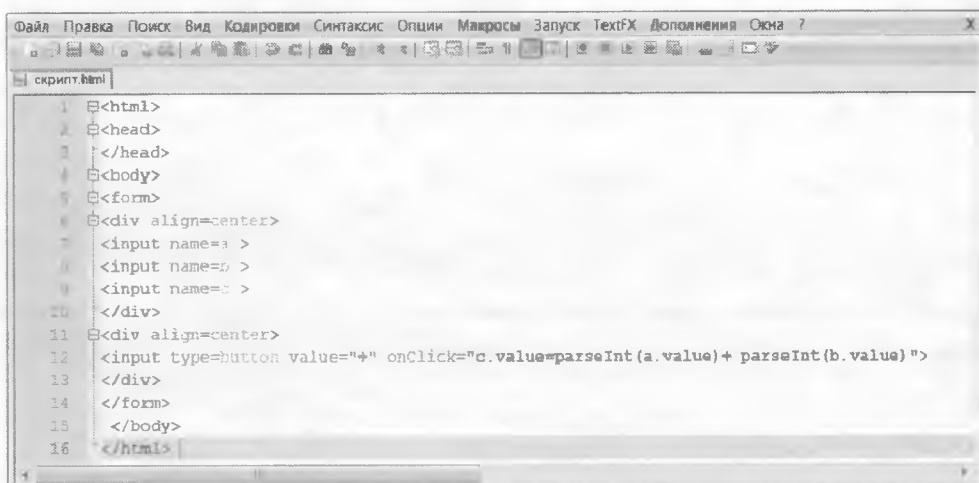 Файл Правка Поиск Вид Кодировки Синтаксис Опции Макросы Запуск TextFX Дополнения Окна ? X
скрипт.html
1 <html>
2 <head>
3 </head>
4 <body>
5 <form>
6 <div align=center>
7 <input name=a >
8 <input name=b >
9 <input name=c >
10 </div>
11 <div align=center>
12 <input type=button value="+" onClick="c.value=parseInt(a.value)+ parseInt(b.value)">
13 </div>
14 </form>
15 </body>
16 </html>